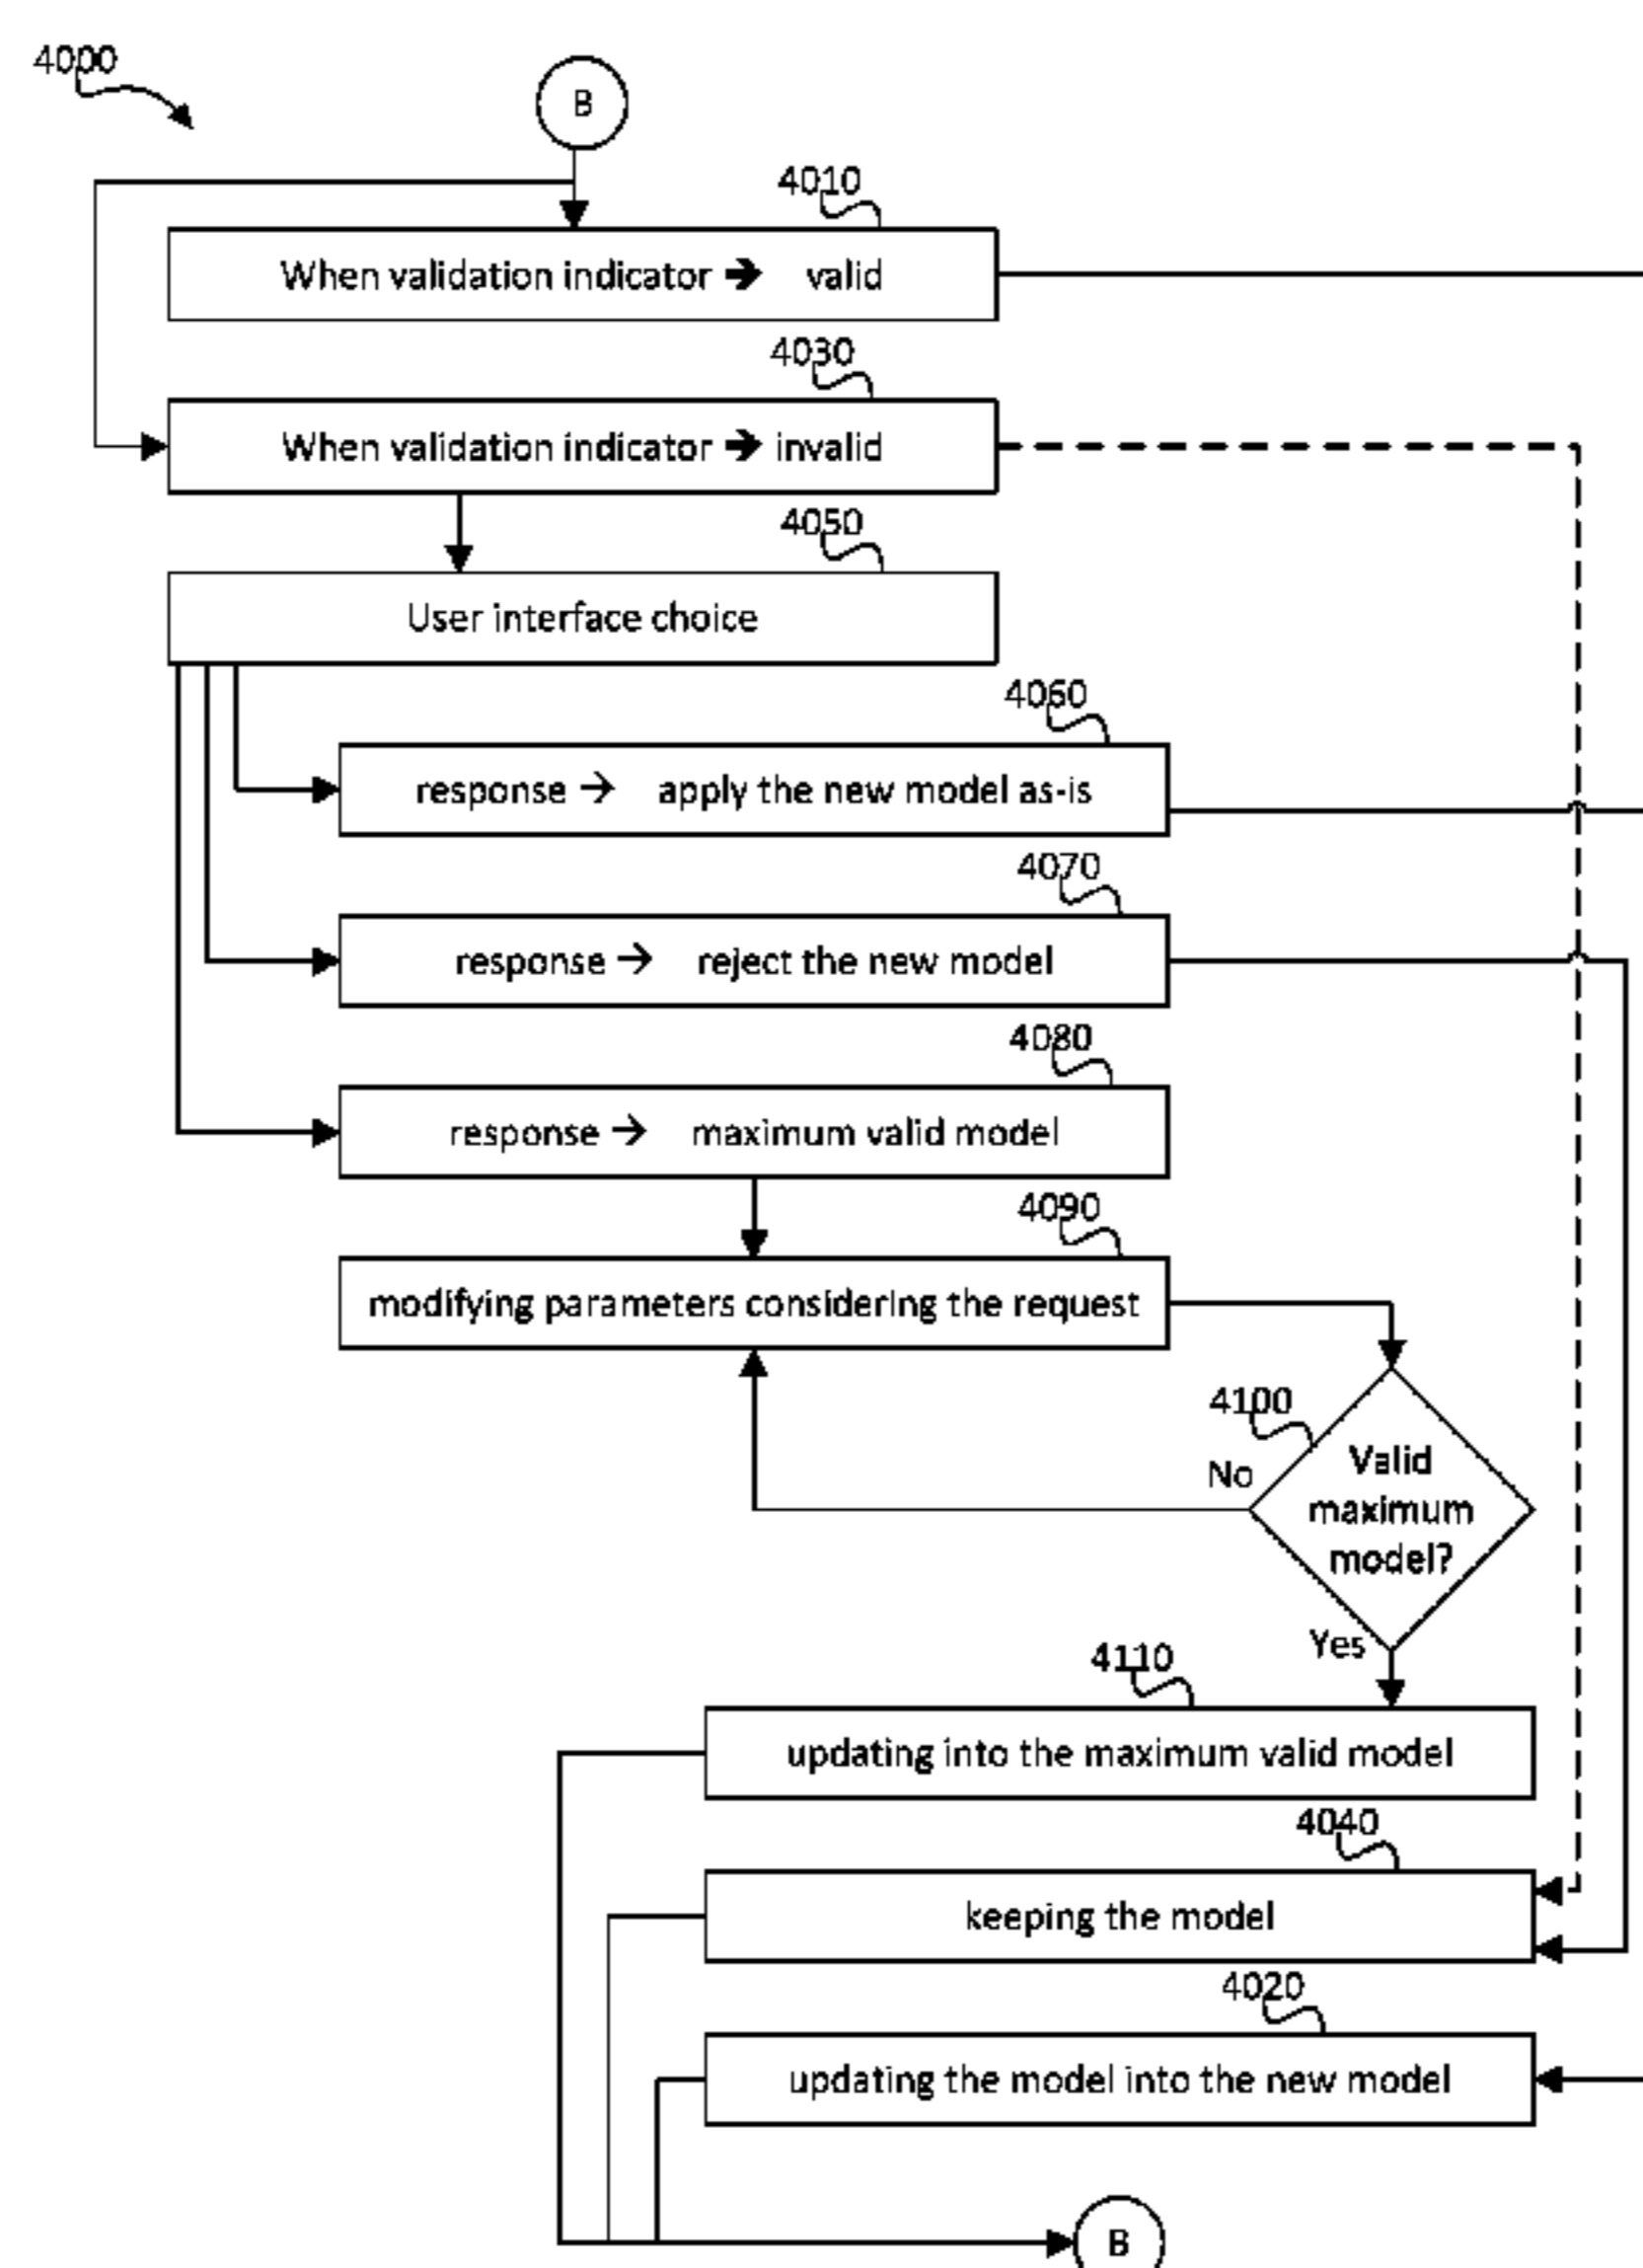 4000
B
4010
When validation indicator → valid
4030
When validation indicator → invalid
4050
User interface choice
4060
response → apply the new model as-is
4070
response → reject the new model
4080
response → maximum valid model
4090
modifying parameters considering the request
4100
No
Valid
maximum
model?
Yes
4110
updating into the maximum valid model
4040
keeping the model
4020
updating the model into the new model
B